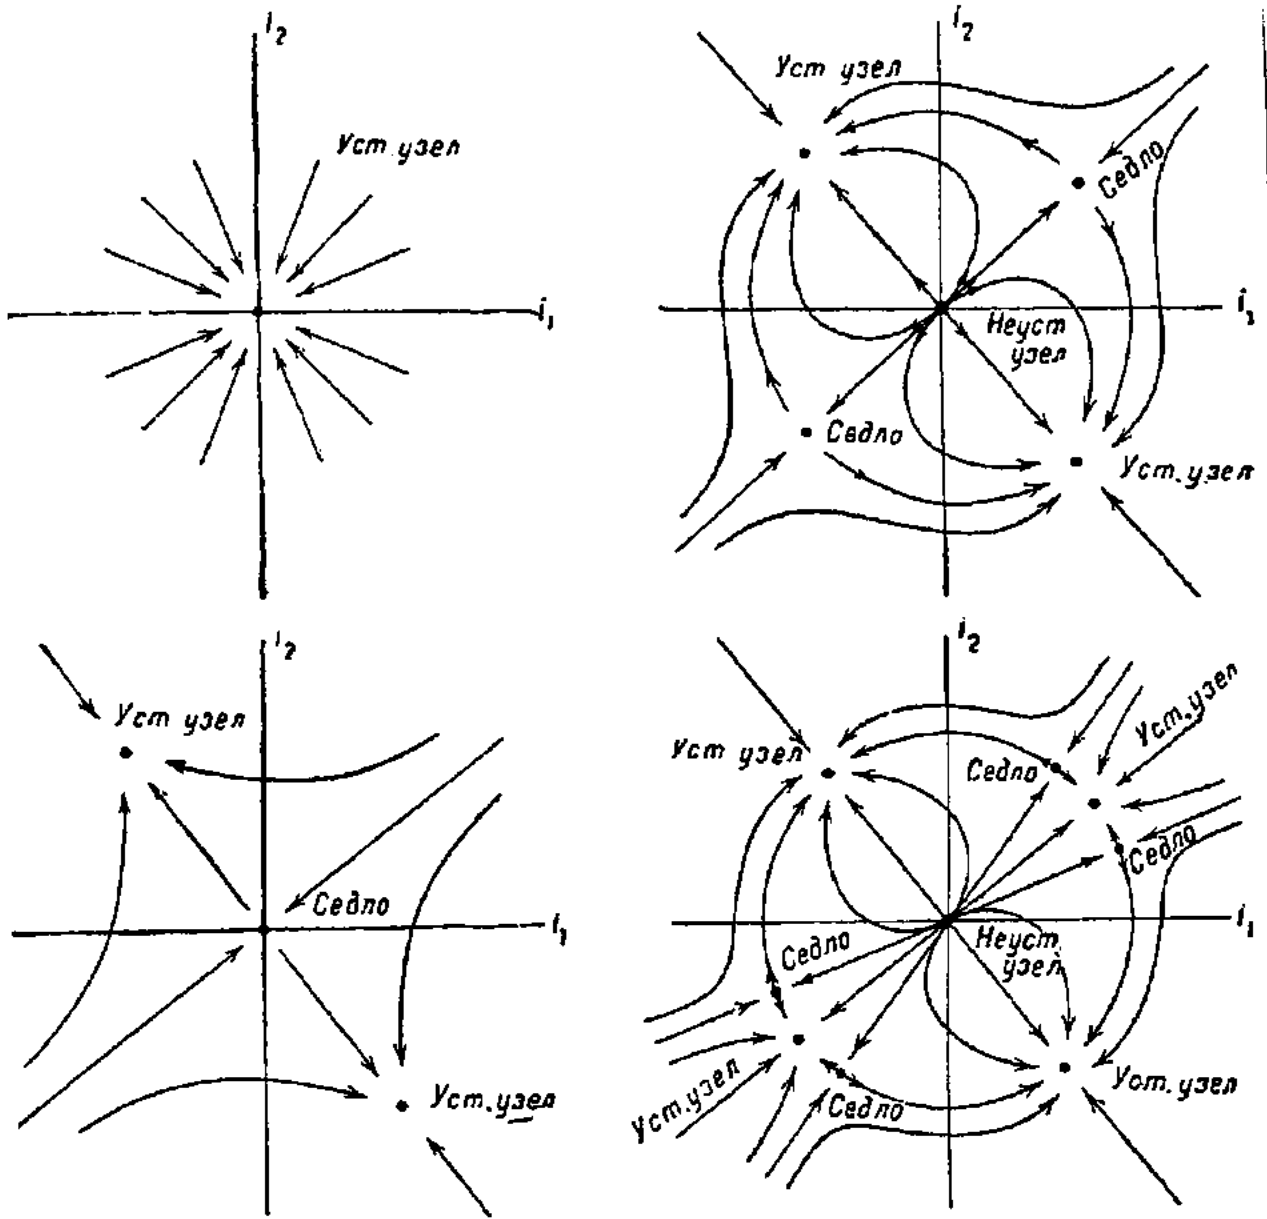 i₂
Уст узел
i₁
i₂
Уст узел
Седло
i₁
Неуст
узел
Седло
Уст.узел
i₂
Уст узел
Седло
i₁
Уст.узел
i₂
Уст.узел
Уст узел
Седло
Седло
i₁
Седло
Неуст.
узел
Уст.узел
Седло
Уст.узел